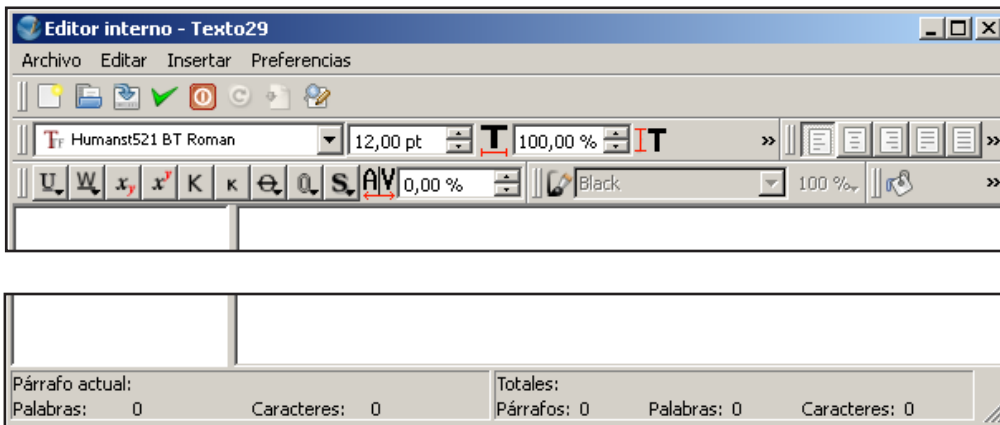 Editor interno - Texto29
Archivo Editar Insertar Preferencias
Humanst521 BT Roman 12,00 pt T 100,00 % T »
»
U W x y x y K K O O S A|V 0,00 % Black 100 % »
Párrafo actual: Totales:
Palabras: 0 Caracteres: 0 Párrafos: 0 Palabras: 0 Caracteres: 0